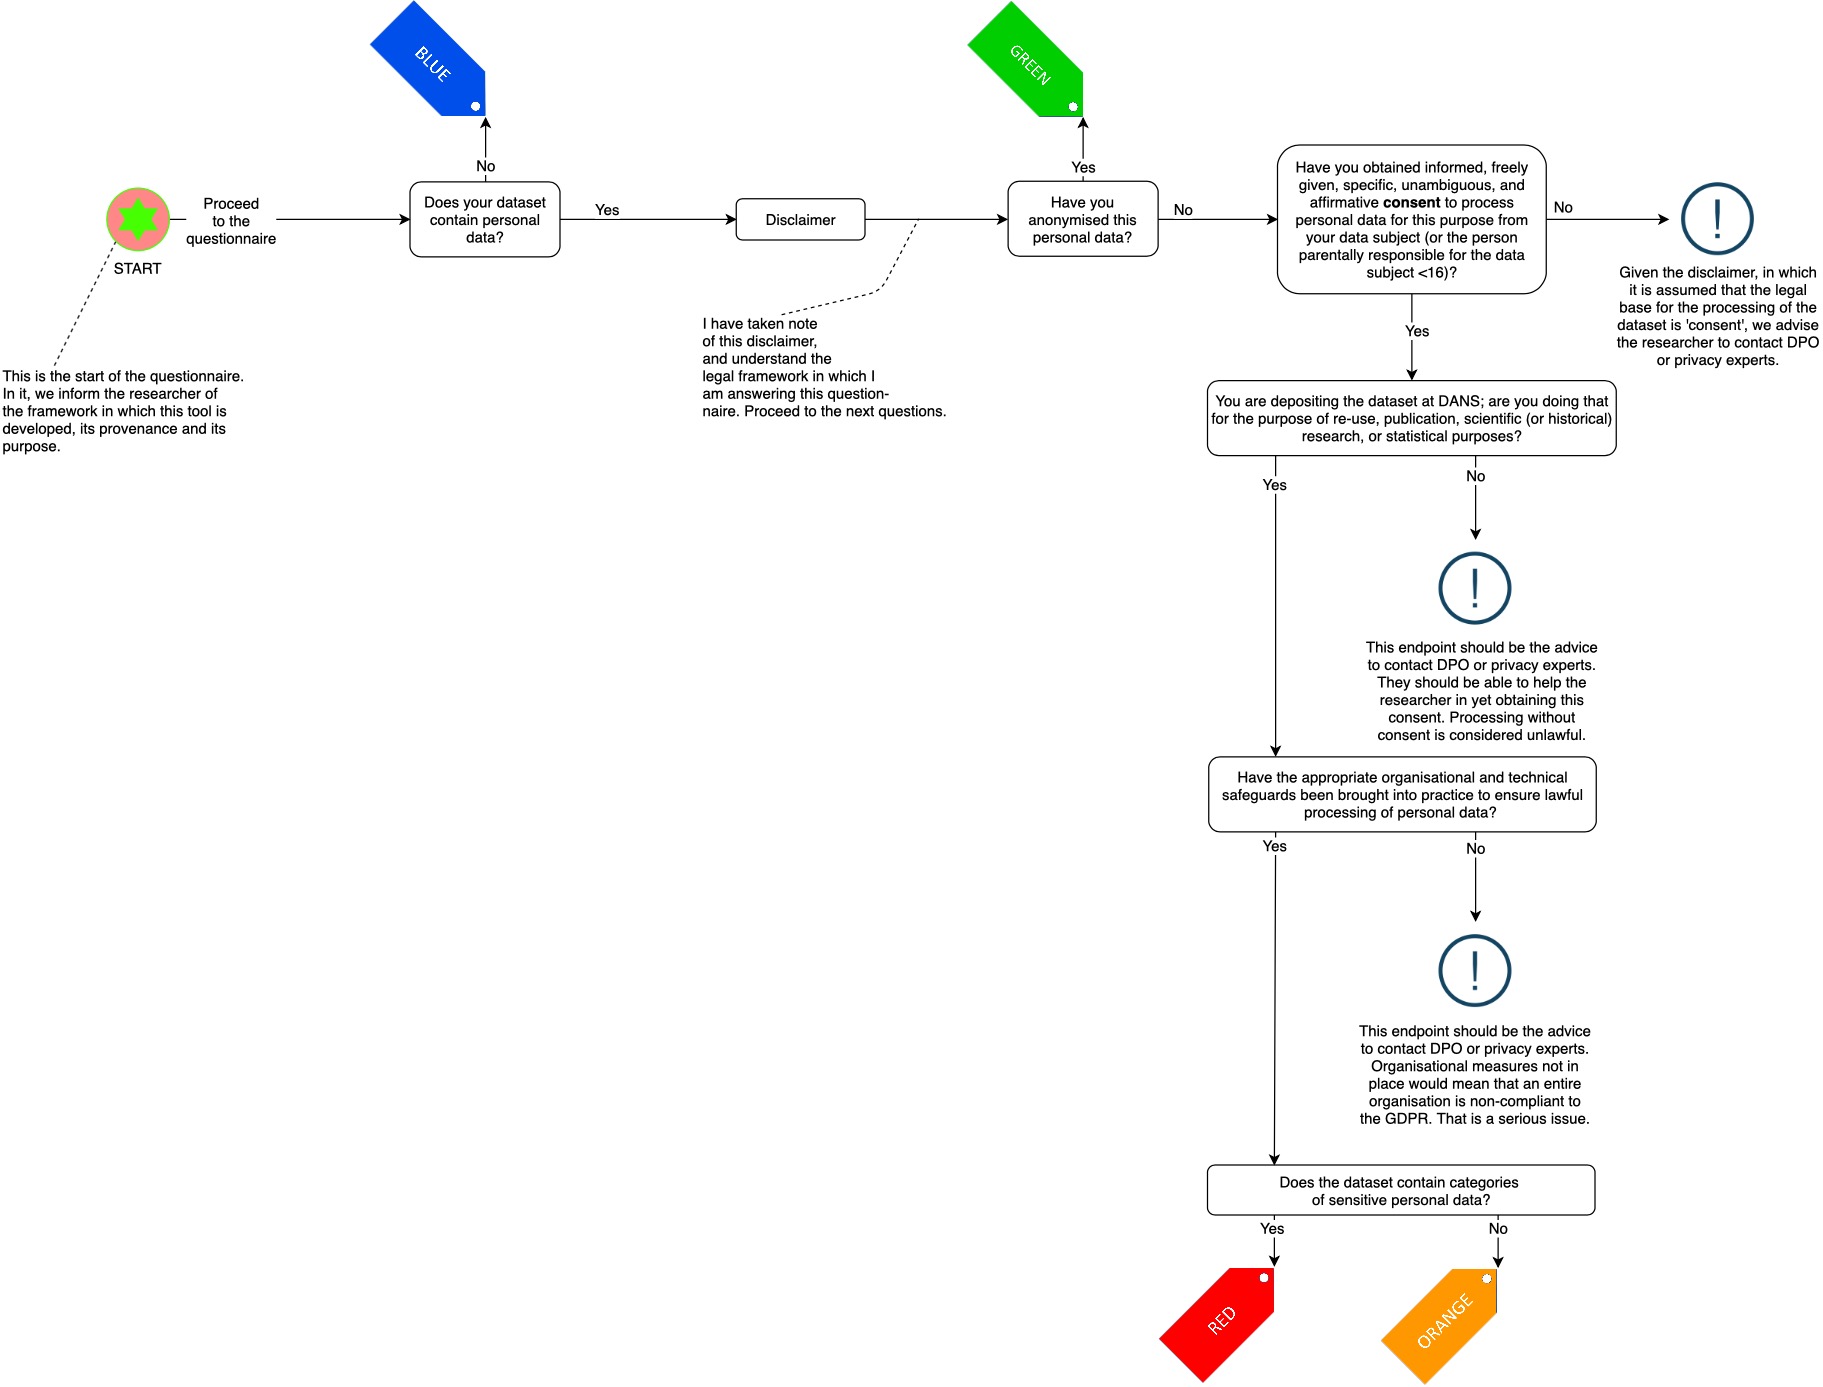 BLUE
GREEN
No
Yes
Proceed
to the
questionnaire
START
Does your dataset
contain personal
data?
Yes
Disclaimer
Have you
anonymised this
personal data?
No
Have you obtained informed, freely
given, specific, unambiguous, and
affirmative consent to process
personal data for this purpose from
your data subject (or the person
parentally responsible for the data
subject <16)?
No
Given the disclaimer, in which
it is assumed that the legal
base for the processing of the
dataset is 'consent', we advise
the researcher to contact DPO
or privacy experts.
This is the start of the questionnaire.
In it, we inform the researcher of
the framework in which this tool is
developed, its provenance and its
purpose.
I have taken note
of this disclaimer,
and understand the
legal framework in which I
am answering this question-
naire. Proceed to the next questions.
Yes
You are depositing the dataset at DANS; are you doing that
for the purpose of re-use, publication, scientific (or historical)
research, or statistical purposes?
Yes
No
This endpoint should be the advice
to contact DPO or privacy experts.
They should be able to help the
researcher in yet obtaining this
consent. Processing without
consent is considered unlawful.
Have the appropriate organisational and technical
safeguards been brought into practice to ensure lawful
processing of personal data?
Yes
No
This endpoint should be the advice
to contact DPO or privacy experts.
Organisational measures not in
place would mean that an entire
organisation is non-compliant to
the GDPR. That is a serious issue.
Does the dataset contain categories
of sensitive personal data?
Yes
No
RED
ORANGE